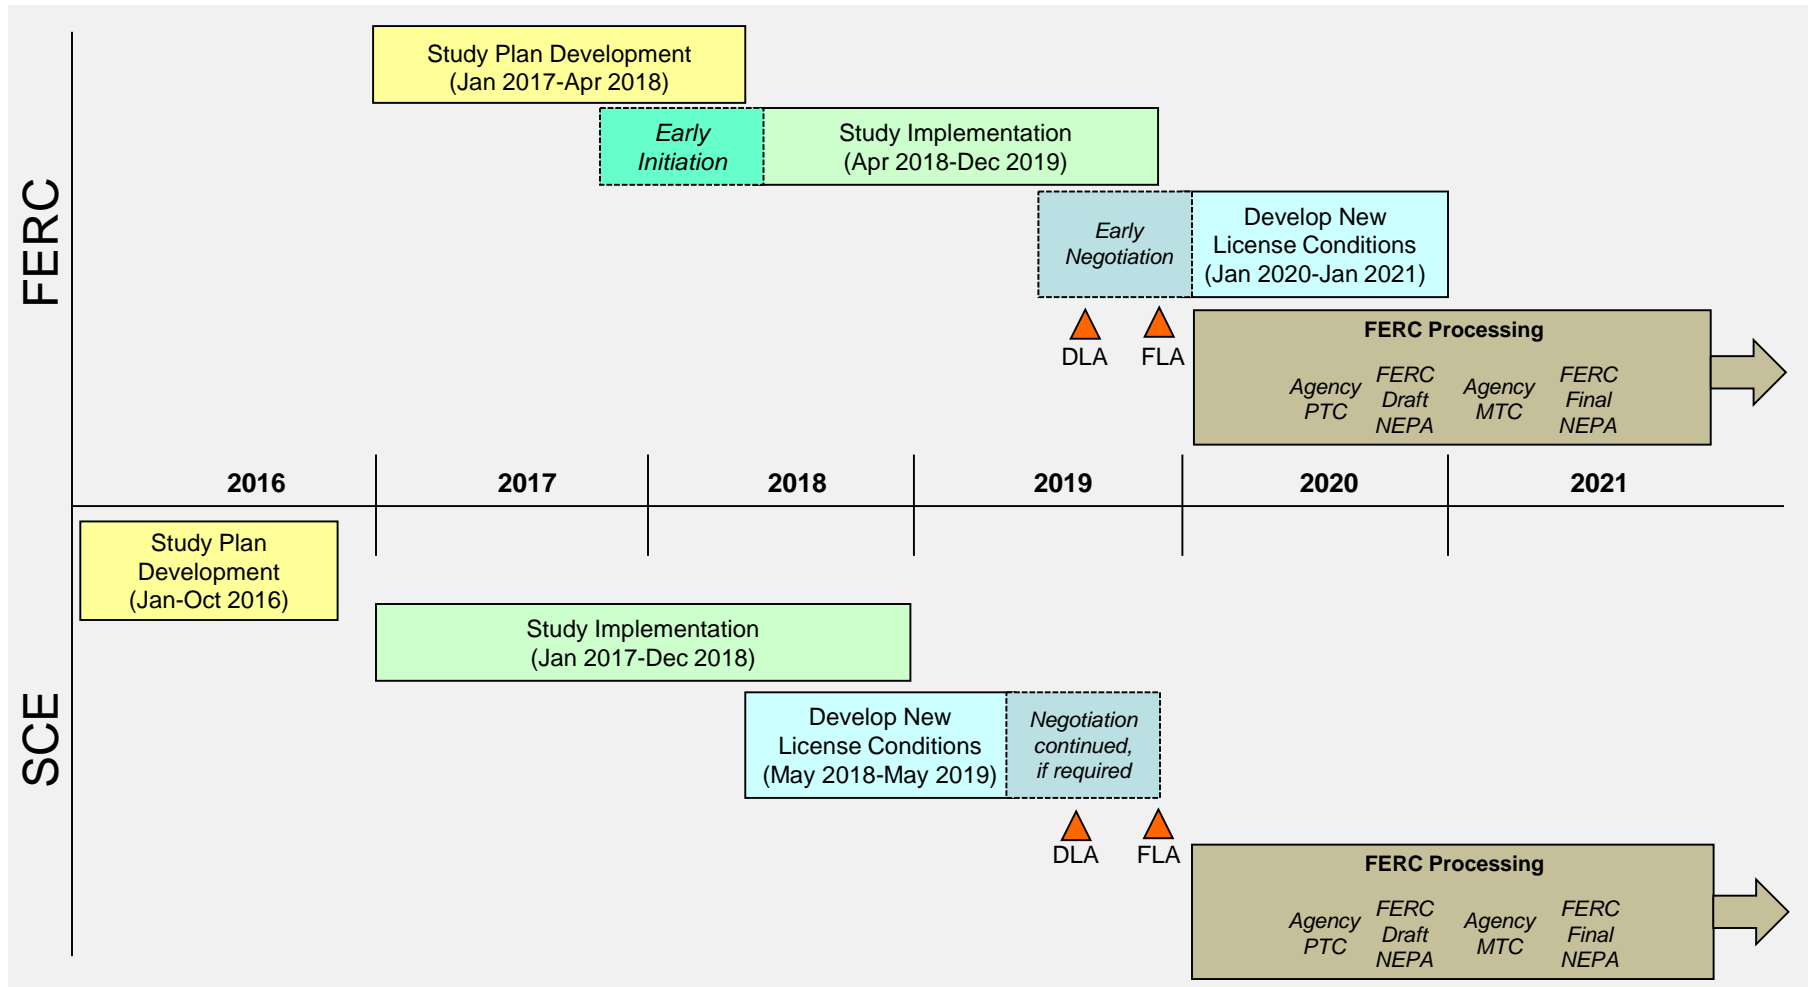 FERC
Study Plan Development
(Jan 2017-Apr 2018)
Early
Initiation
Study Implementation
(Apr 2018-Dec 2019)
Early
Negotiation
Develop New
License Conditions
(Jan 2020-Jan 2021)
DLA
FLA
FERC Processing
Agency
PTC
FERC
Draft
NEPA
Agency
MTC
FERC
Final
NEPA
2016
2017
2018
2019
2020
2021
SCE
Study Plan
Development
(Jan-Oct 2016)
Study Implementation
(Jan 2017-Dec 2018)
Develop New
License Conditions
(May 2018-May 2019)
Negotiation
continued,
if required
DLA
FLA
FERC Processing
Agency
PTC
FERC
Draft
NEPA
Agency
MTC
FERC
Final
NEPA